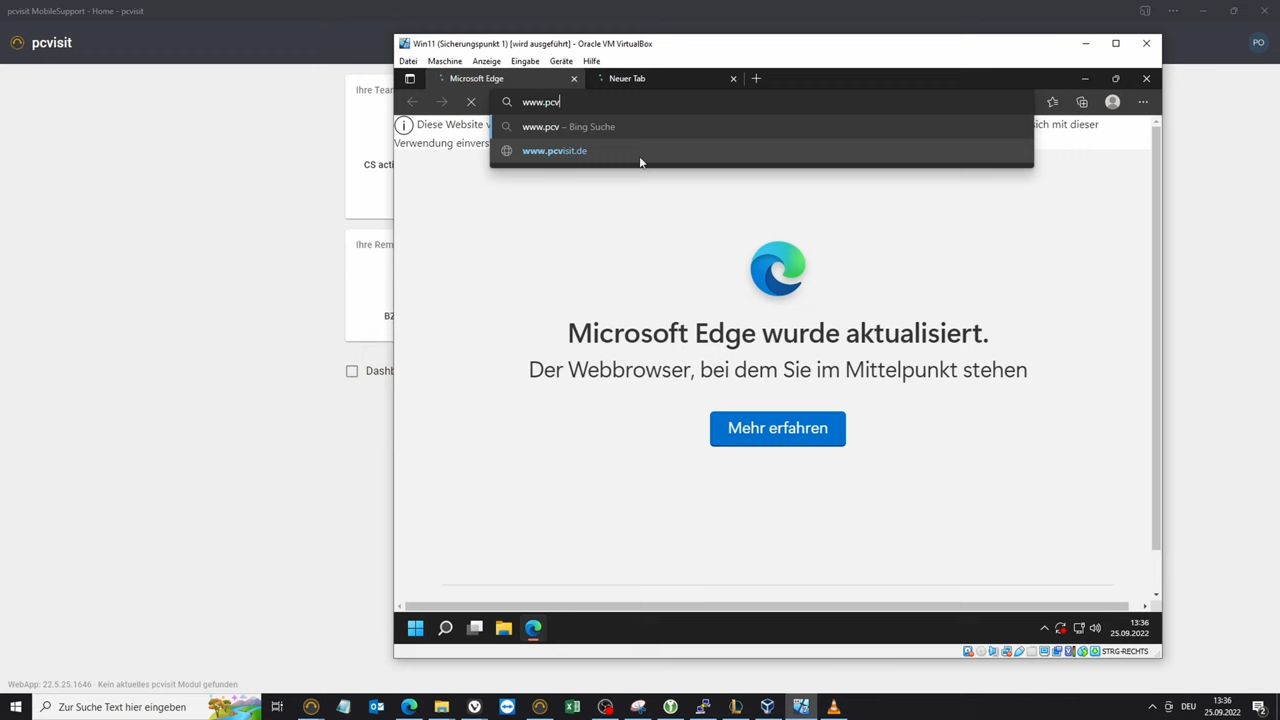 pcvisit MobileSupport - Home - pcvisit
pcvisit
PO
Ihre Tear
CS acti
Ihre Rem
BZ
Dashb
Win11 (Sicherungspunkt 1) [wird ausgeführt] - Oracle VM VirtualBox
Datei Maschine Anzeige Eingabe Geräte Hilfe
Microsoft Edge
Neuer Tab
www.pcv
www.pcv – Bing Suche
www.pcvisit.de
Diese Website v
sich mit dieser
Verwendung einvers
Microsoft Edge wurde aktualisiert.
Der Webbrowser, bei dem Sie im Mittelpunkt stehen
Mehr erfahren
13:36
25.09.2022
STRG-RECHTS
WebApp: 22.5.25.1646 · Kein aktuelles pcvisit Modul gefunden
Zur Suche Text hier eingeben
DEU
13:36
25.09.2022
2